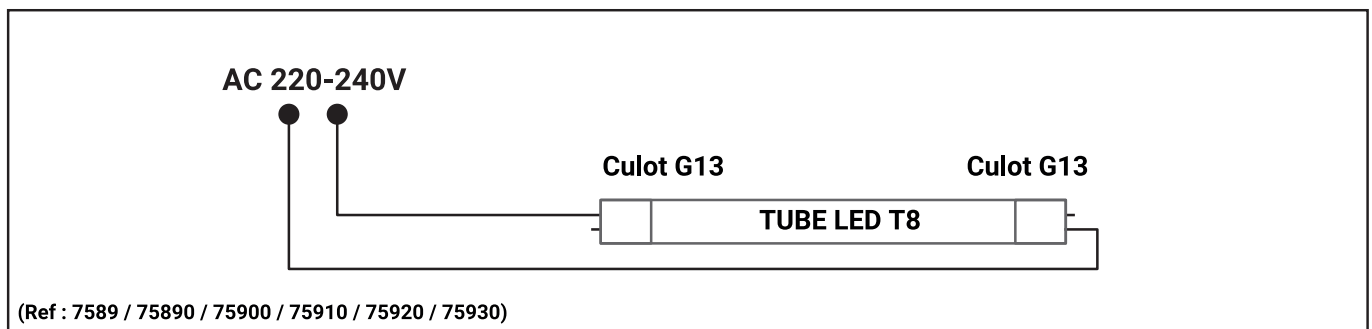 AC 220-240V
Culot G13 Culot G13
TUBE LED T8
(Ref : 7589 / 75890 / 75900 / 75910 / 75920 / 75930)